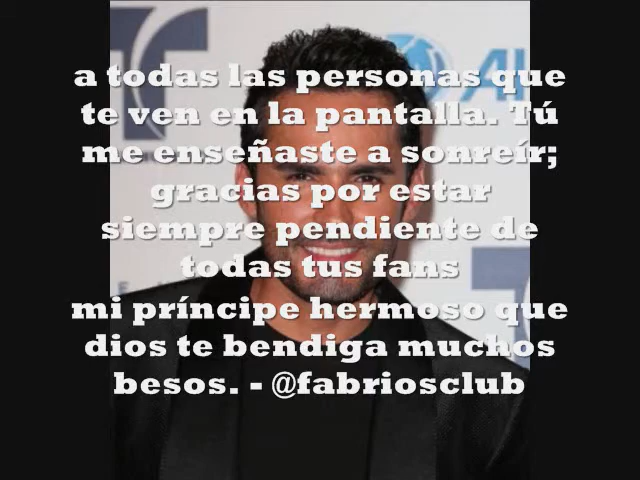 a todas las personas que
te ven en la pantalla. Tú
me enseñaste a sonreír;
gracias por estar
siempre pendiente de
todas tus fans
mi príncipe hermoso que
dios te bendiga muchos
besos. - @fabriosclub